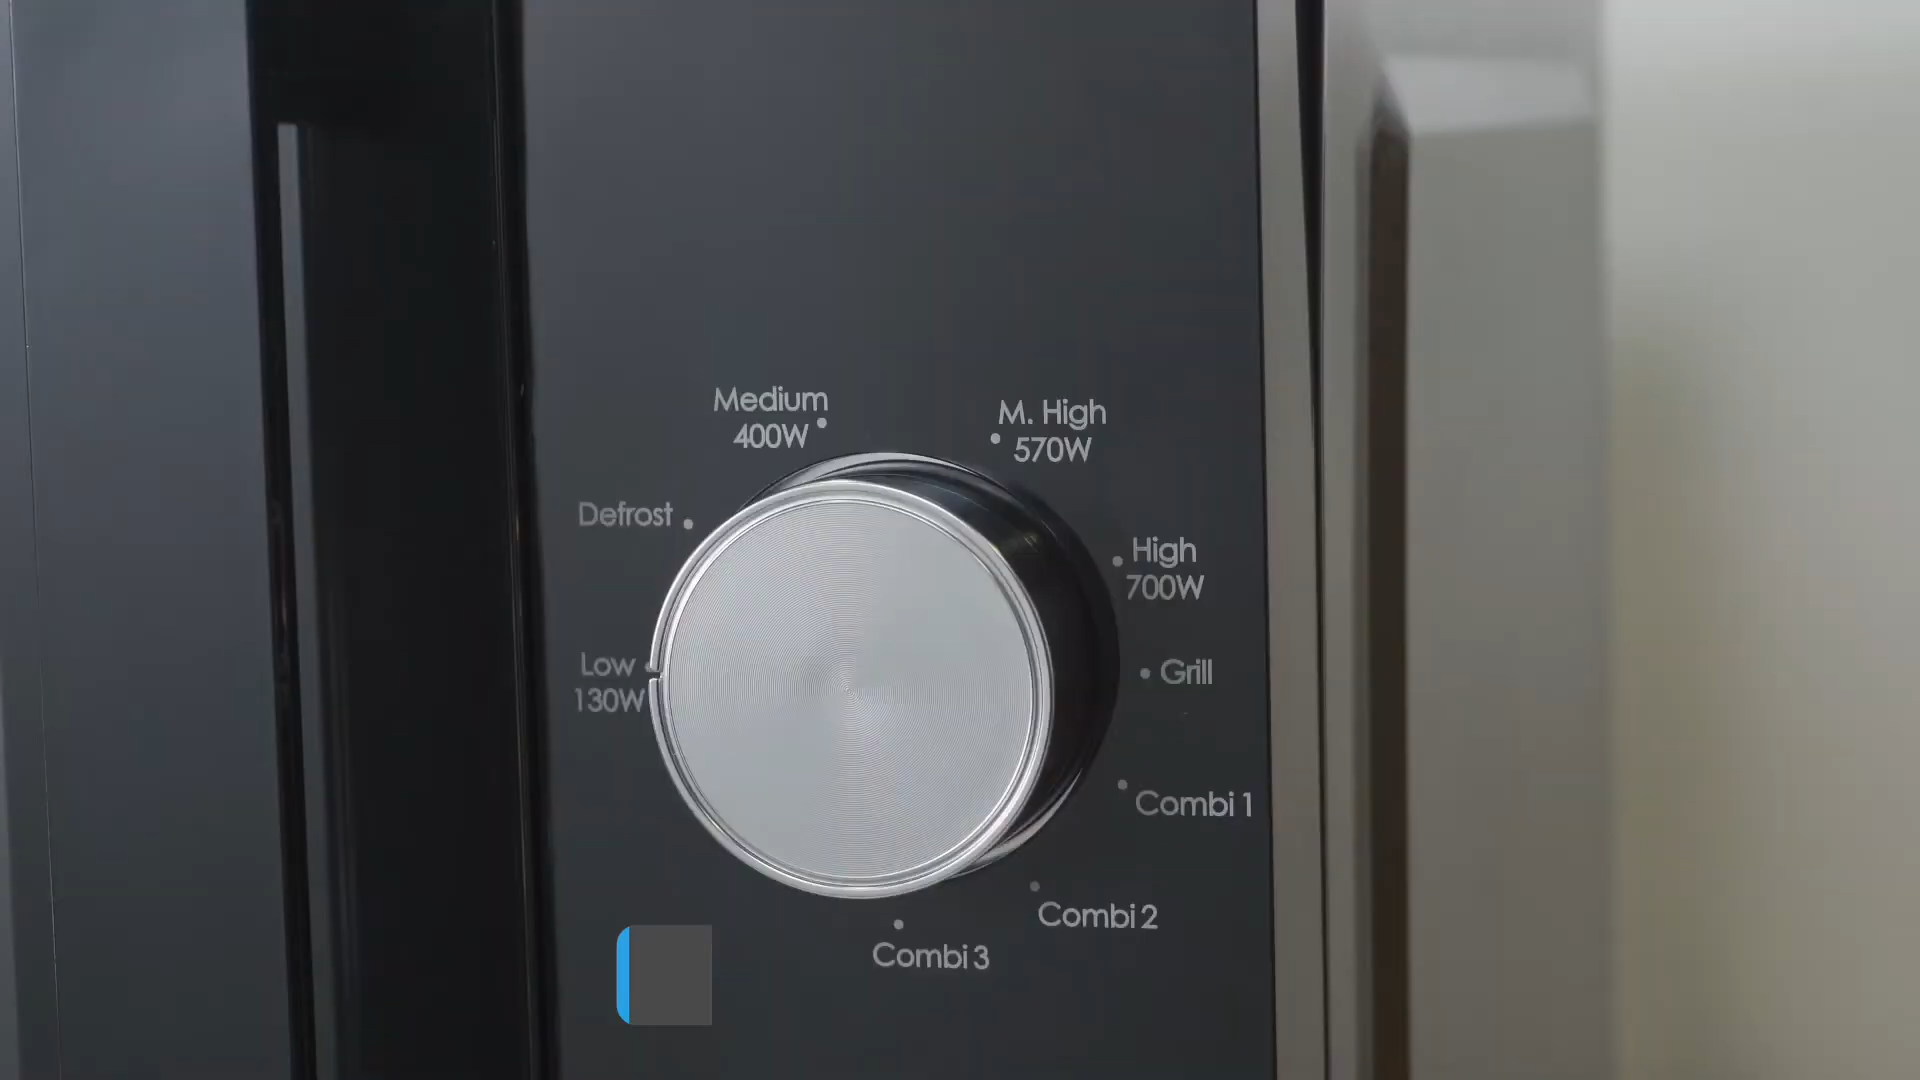 Medium
400W
M. High
570W
Defrost
High
700W
Low
130W
Grill
Combi 1
Combi 2
Combi 3